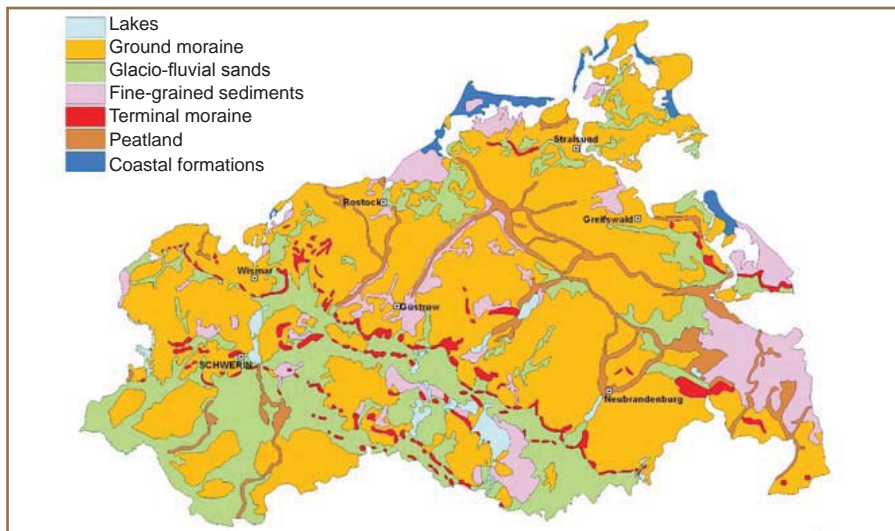 Lakes
Ground moraine
Glacio-fluvial sands
Fine-grained sediments
Terminal moraine
Peatland
Coastal formations
Stralsund
Rostock
Greifswald
Wismar
Güstrow
SCHWERIN
Neubrandenburg